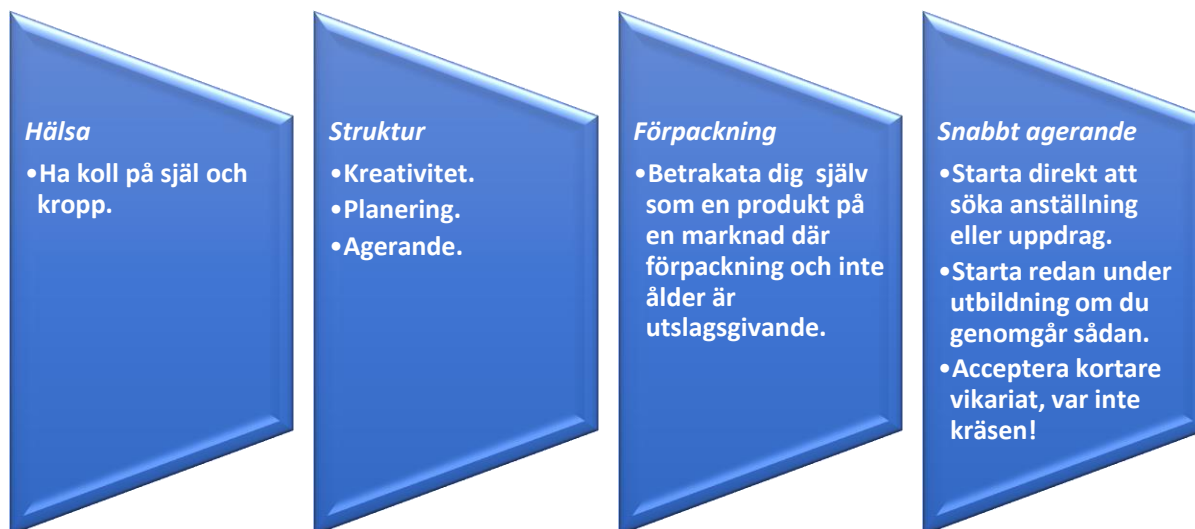 Hälsa
•Ha koll på själ och
kropp.
Struktur
•Kreativitet.
•Planering.
•Agerande.
Förpackning
•Betrakata dig själv
som en produkt på
en marknad där
förpackning och inte
ålder är
utslagsgivande.
Snabbt agerande
•Starta direkt att
söka anställning
eller uppdrag.
•Starta redan under
utbildning om du
genomgår sådan.
•Acceptera kortare
vikariat, var inte
kräsen!